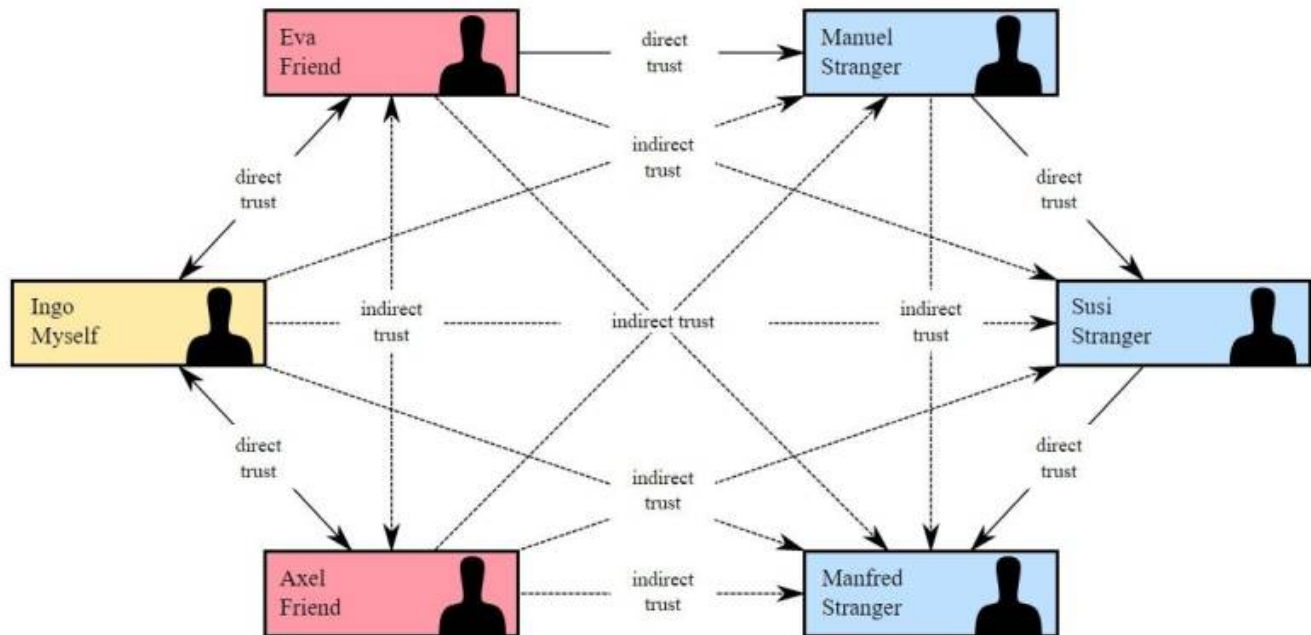 Eva
Friend
direct
trust
Manuel
Stranger
indirect
trust
direct
trust
direct
trust
Ingo
Myself
indirect
trust
indirect trust
indirect
trust
Susi
Stranger
direct
trust
indirect
trust
direct
trust
Axel
Friend
indirect
trust
Manfred
Stranger